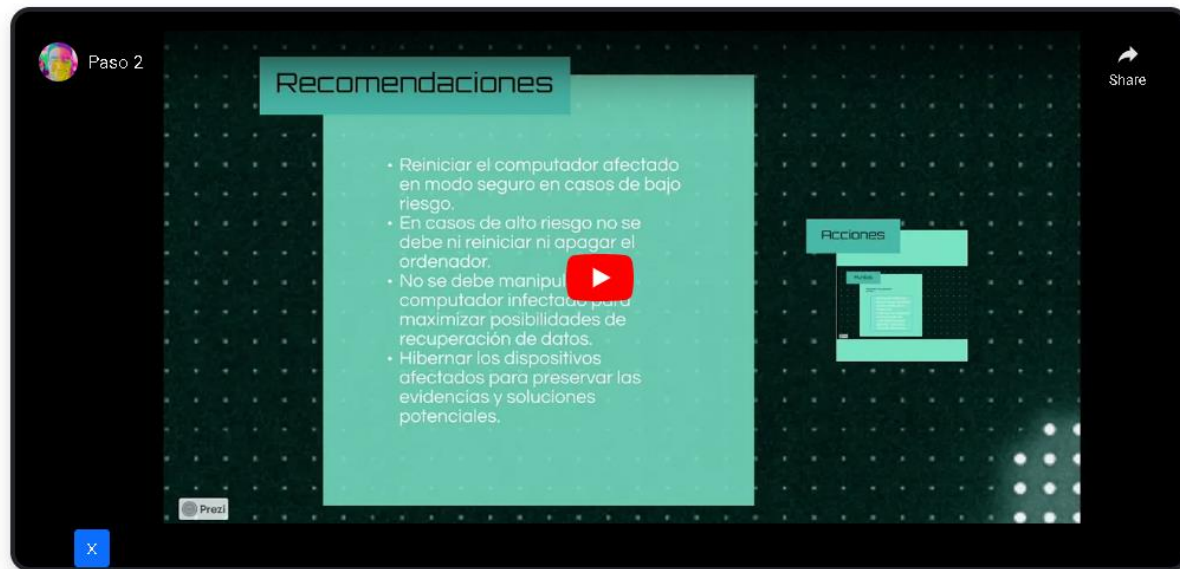 Paso 2
Share
Recomendaciones
• Reiniciar el computador afectado
en modo seguro en casos de bajo
riesgo.
• En casos de alto riesgo no se
debe ni reiniciar ni apagar el
ordenador.
• No se debe
computador infectado para
maximizar posibilidades de
recuperación de datos.
• Hibernar los dispositivos
afectados para preservar las
evidencias y soluciones
potenciales.
Acciones
Prezi
X